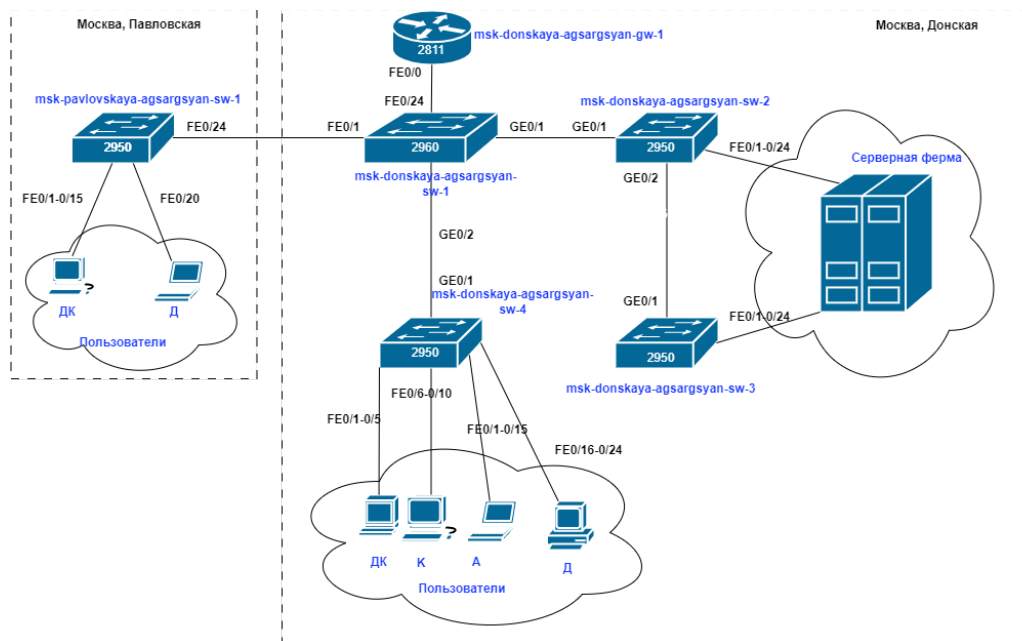 Москва, Павловская
Москва, Донская
msk-donskaya-agsargsyan-gw-1
2811
FE0/0
FE0/24
msk-pavlovskaya-agsargsyan-sw-1
2950
FE0/24
FE0/1
2960
GE0/1
GE0/1
msk-donskaya-agsargsyan-sw-2
2950
msk-donskaya-agsargsyan-
sw-1
FE0/1-0/24
Серверная ферма
GE0/2
FE0/1-0/15
FE0/20
?
ДК
Д
Пользователи
GE0/2
GE0/1
msk-donskaya-agsargsyan-
sw-4
2950
GE0/1
FE0/1-0/24
2950
msk-donskaya-agsargsyan-sw-3
FE0/1-0/5
FE0/6-0/10
FE0/1-0/15
FE0/16-0/24
?
ДК
К
А
Д
Пользователи